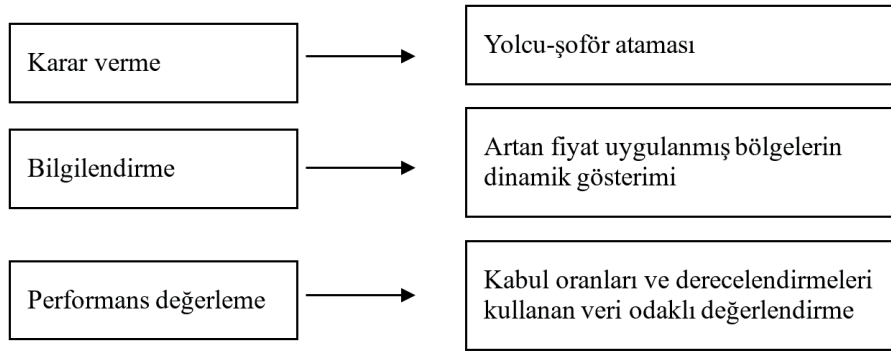 Karar verme
Yolcu-şoför ataması
Bilgilendirme
Artan fiyat uygulanmış bölgelerin
dinamik gösterimi
Performans değerleme
Kabul oranları ve derecelendirmeleri
kullanan veri odaklı değerlendirme